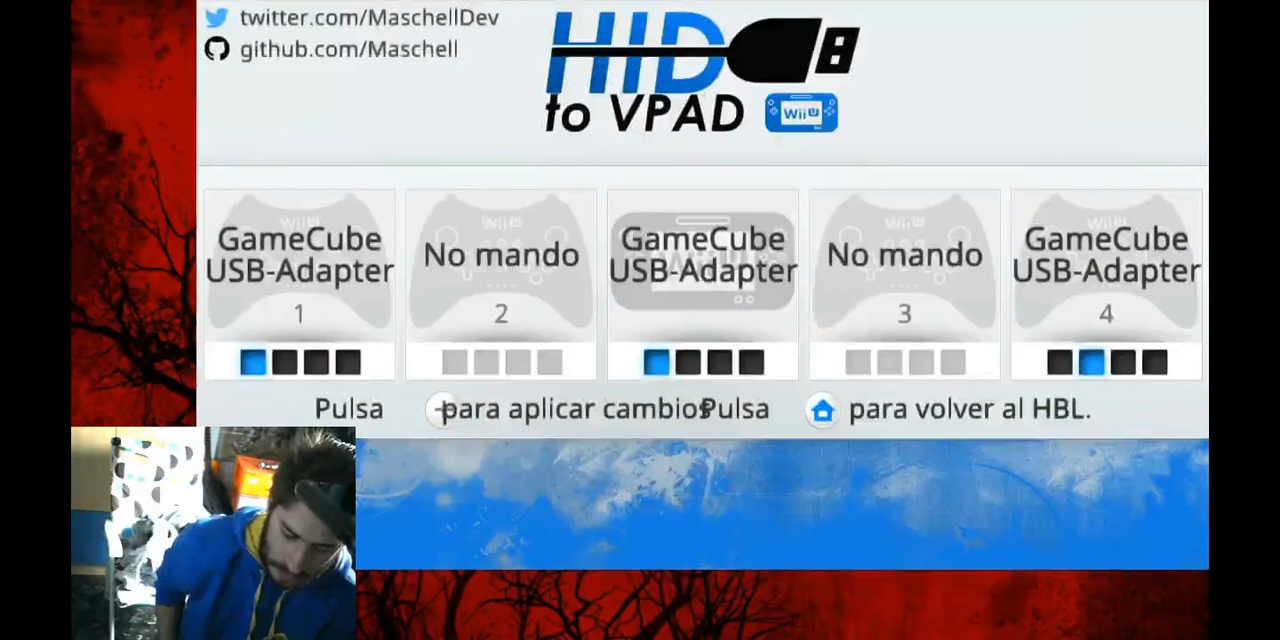 twitter.com/MaschellDev
github.com/Maschell
HID
to VPAD WiiU
GameCube
USB-Adapter
1
No mando
2
GameCube
USB-Adapter
No mando
3
GameCube
USB-Adapter
4
Pulsa para aplicar cambios Pulsa para volver al HBL.